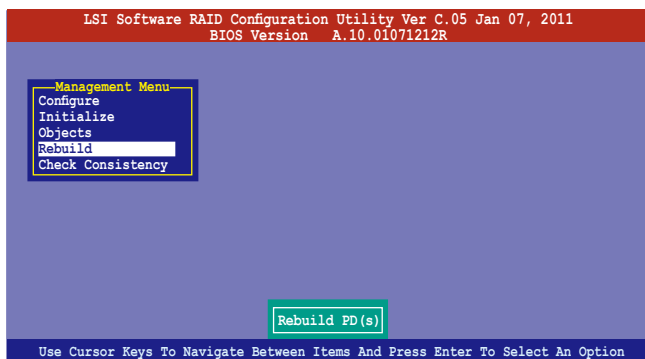 LSI Software RAID Configuration Utility Ver C.05 Jan 07, 2011
BIOS Version A.10.01071212R
Management Menu
Configure
Initialize
Objects
Rebuild
Check Consistency
Rebuild PD(s)
Use Cursor Keys To Navigate Between Items And Press Enter To Select An Option